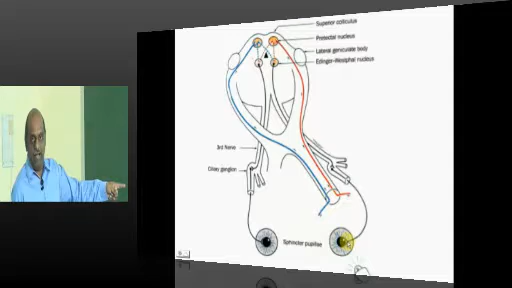 Superior colliculus
Pretectal nucleus
Lateral geniculate body
Edinger-Westphal nucleus
3rd Nerve
Ciliary ganglion
Sphincter pupillae